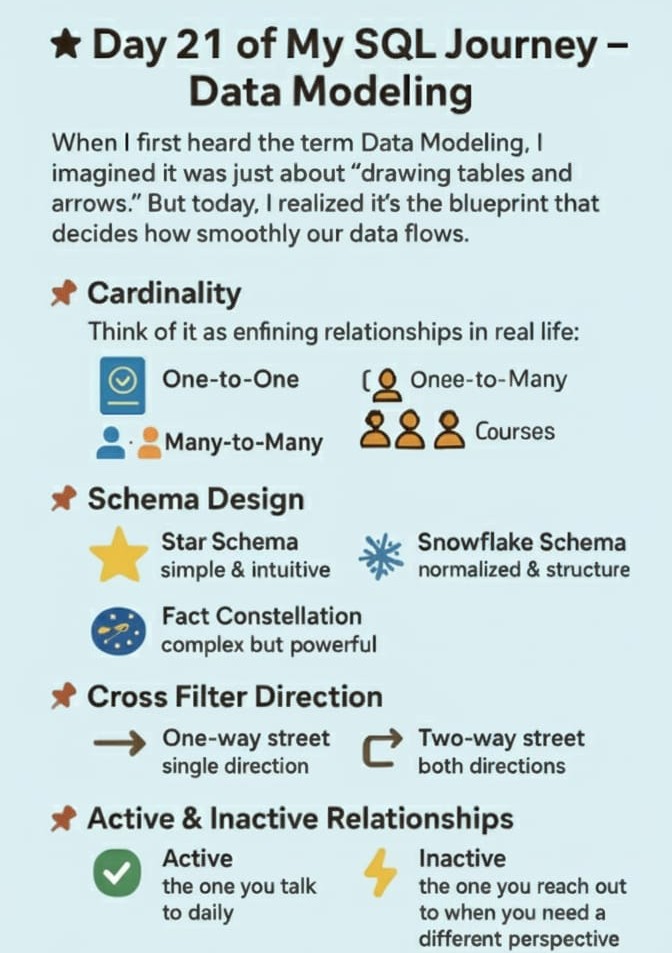 ★ Day 21 of My SQL Journey –
Data Modeling
When I first heard the term Data Modeling, I
imagined it was just about “drawing tables and
arrows.” But today, I realized it's the blueprint that
decides how smoothly our data flows.
Cardinality
Think of it as enfining relationships in real life:
One-to-One
Onee-to-Many
Many-to-Many
Courses
Schema Design
Star Schema
simple & intuitive
Snowflake Schema
normalized & structure
Fact Constellation
complex but powerful
Cross Filter Direction
One-way street
single direction
Two-way street
both directions
Active & Inactive Relationships
Active
the one you talk
to daily
Inactive
the one you reach out
to when you need a
different perspective